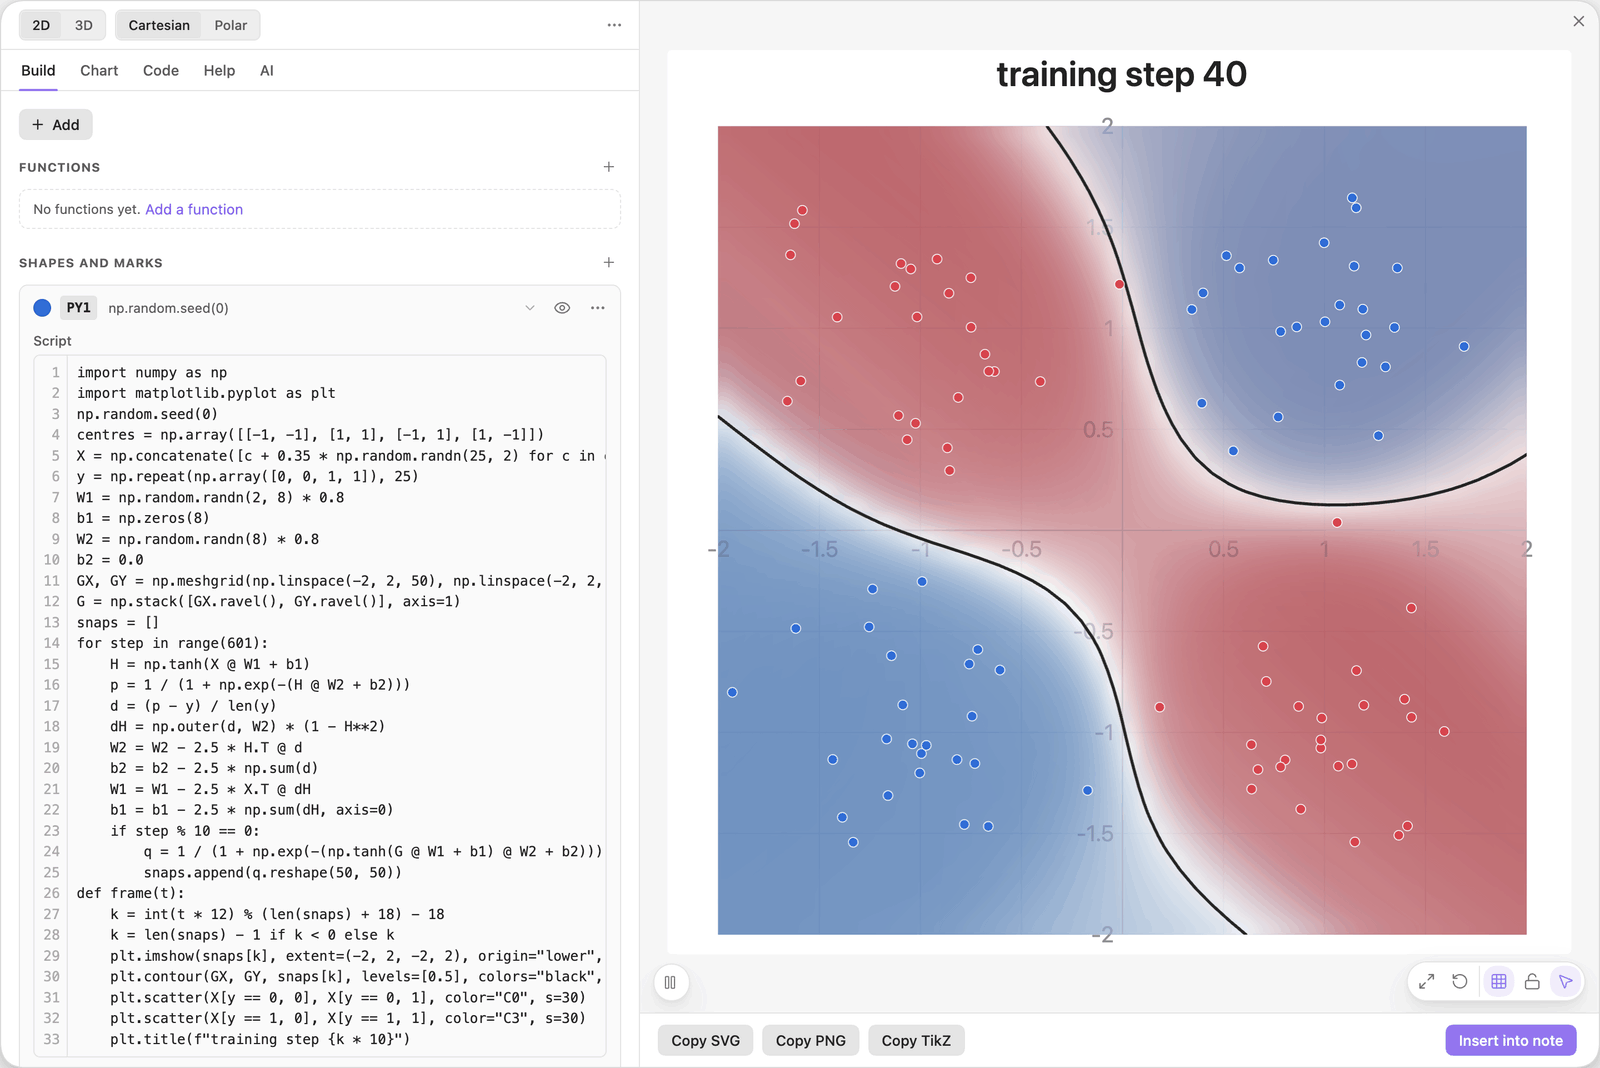 2D 3D Cartesian Polar
Build Chart Code Help AI
+ Add
FUNCTIONS
No functions yet. Add a function
SHAPES AND MARKS
PY1 np.random.seed(0)
Script
1 import numpy as np
2 import matplotlib.pyplot as plt
3 np.random.seed(0)
4 centres = np.array([[−1, −1], [1, 1], [−1, 1], [1, −1]])
5 X = np.concatenate([c + 0.35 * np.random.randn(25, 2) for c in
6 y = np.repeat(np.array([0, 0, 1, 1]), 25)
7 W1 = np.random.randn(2, 8) * 0.8
8 b1 = np.zeros(8)
9 W2 = np.random.randn(8) * 0.8
10 b2 = 0.0
11 GX, GY = np.meshgrid(np.linspace(−2, 2, 50), np.linspace(−2, 2,
12 G = np.stack([GX.ravel(), GY.ravel()], axis=1)
13 snaps = []
14 for step in range(601):
15 H = np.tanh(X @ W1 + b1)
16 p = 1 / (1 + np.exp(−(H @ W2 + b2)))
17 d = (p − y) / len(y)
18 dH = np.outer(d, W2) * (1 − H**2)
19 W2 = W2 − 2.5 * H.T @ d
20 b2 = b2 − 2.5 * np.sum(d)
21 W1 = W1 − 2.5 * X.T @ dH
22 b1 = b1 − 2.5 * np.sum(dH, axis=0)
23 if step % 10 == 0:
24 q = 1 / (1 + np.exp(−(np.tanh(G @ W1 + b1) @ W2 + b2)))
25 snaps.append(q.reshape(50, 50))
26 def frame(t):
27 k = int(t * 12) % (len(snaps) + 18) − 18
28 k = len(snaps) − 1 if k < 0 else k
29 plt.imshow(snaps[k], extent=(−2, 2, −2, 2), origin="lower",
30 plt.contour(GX, GY, snaps[k], levels=[0.5], colors="black",
31 plt.scatter(X[y == 0, 0], X[y == 0, 1], color="C0", s=30)
32 plt.scatter(X[y == 1, 0], X[y == 1, 1], color="C3", s=30)
33 plt.title(f"training step {k * 10}")
training step 40
2
1.5
1
0.5
-2 -1.5 -1 -0.5 0.5 1 1.5 2
-0.5
-1
-1.5
-2
Copy SVG Copy PNG Copy TikZ Insert into note